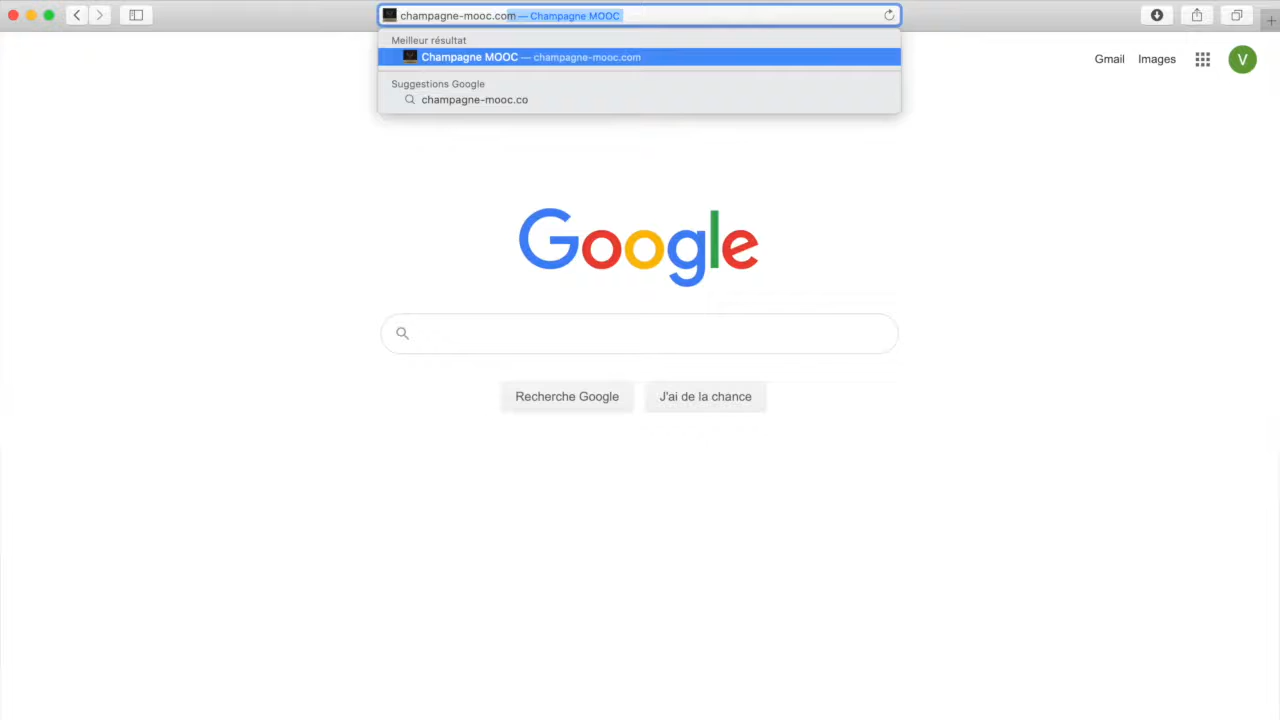 champagne-mooc.com — Champagne MOOC
Meilleur résultat
Champagne MOOC — champagne-mooc.com
Suggestions Google
champagne-mooc.co
Gmail Images V
Google
Recherche Google J'ai de la chance